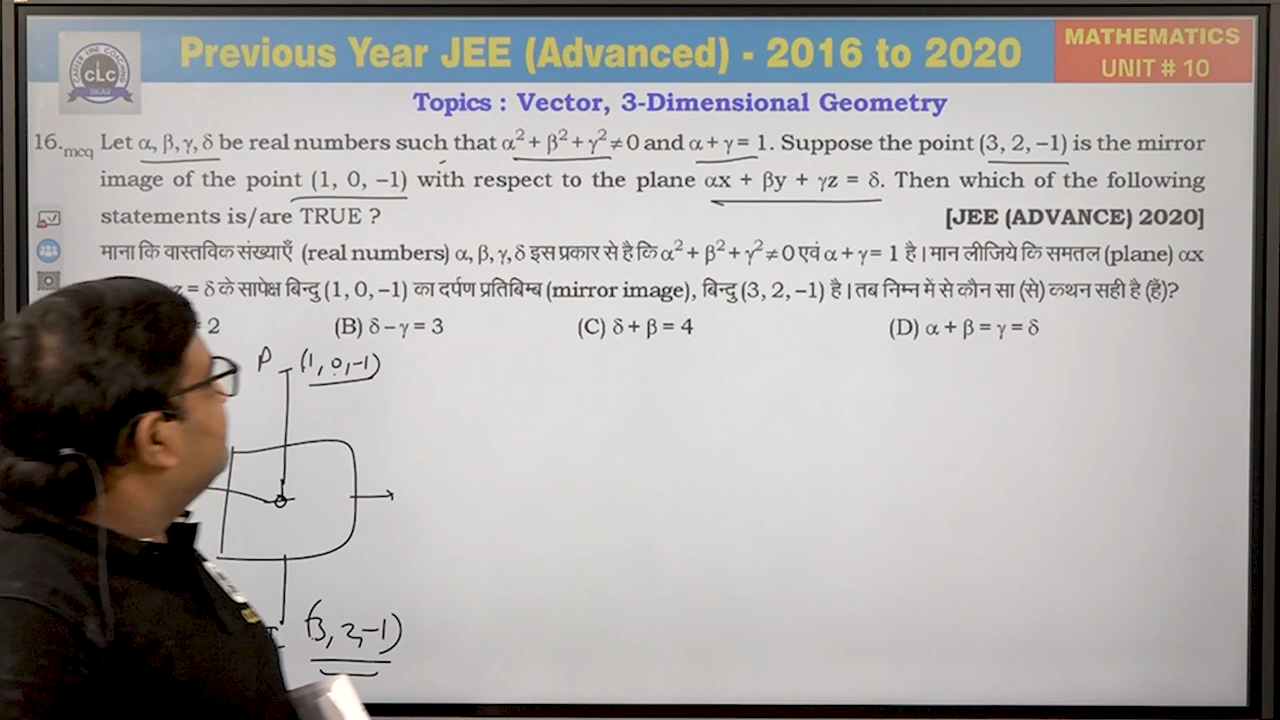 Previous Year JEE (Advanced) - 2016 to 2020
MATHEMATICS
UNIT # 10
CAREER LINE COACHING
CLC
SIKAR
Topics : Vector, 3-Dimensional Geometry
16.mcq Let α, β, γ, δ be real numbers such that α² + β² + γ² ≠ 0 and α + γ = 1. Suppose the point (3, 2, −1) is the mirror
image of the point (1, 0, −1) with respect to the plane αx + βy + γz = δ. Then which of the following
statements is/are TRUE ? [JEE (ADVANCE) 2020]
माना कि वास्तविक संख्याएँ (real numbers) α, β, γ, δ इस प्रकार से है कि α² + β² + γ² ≠ 0 एवं α + γ = 1 है। मान लीजिये कि समतल (plane) αx
z = δ के सापेक्ष बिन्दु (1, 0, −1) का दर्पण प्रतिबिम्ब (mirror image), बिन्दु (3, 2, −1) है। तब निम्न में से कौन सा (से) कथन सही है (हैं)?
= 2 (B) δ − γ = 3 (C) δ + β = 4 (D) α + β = γ = δ
P (1, 0, -1)
(3, 2, -1)